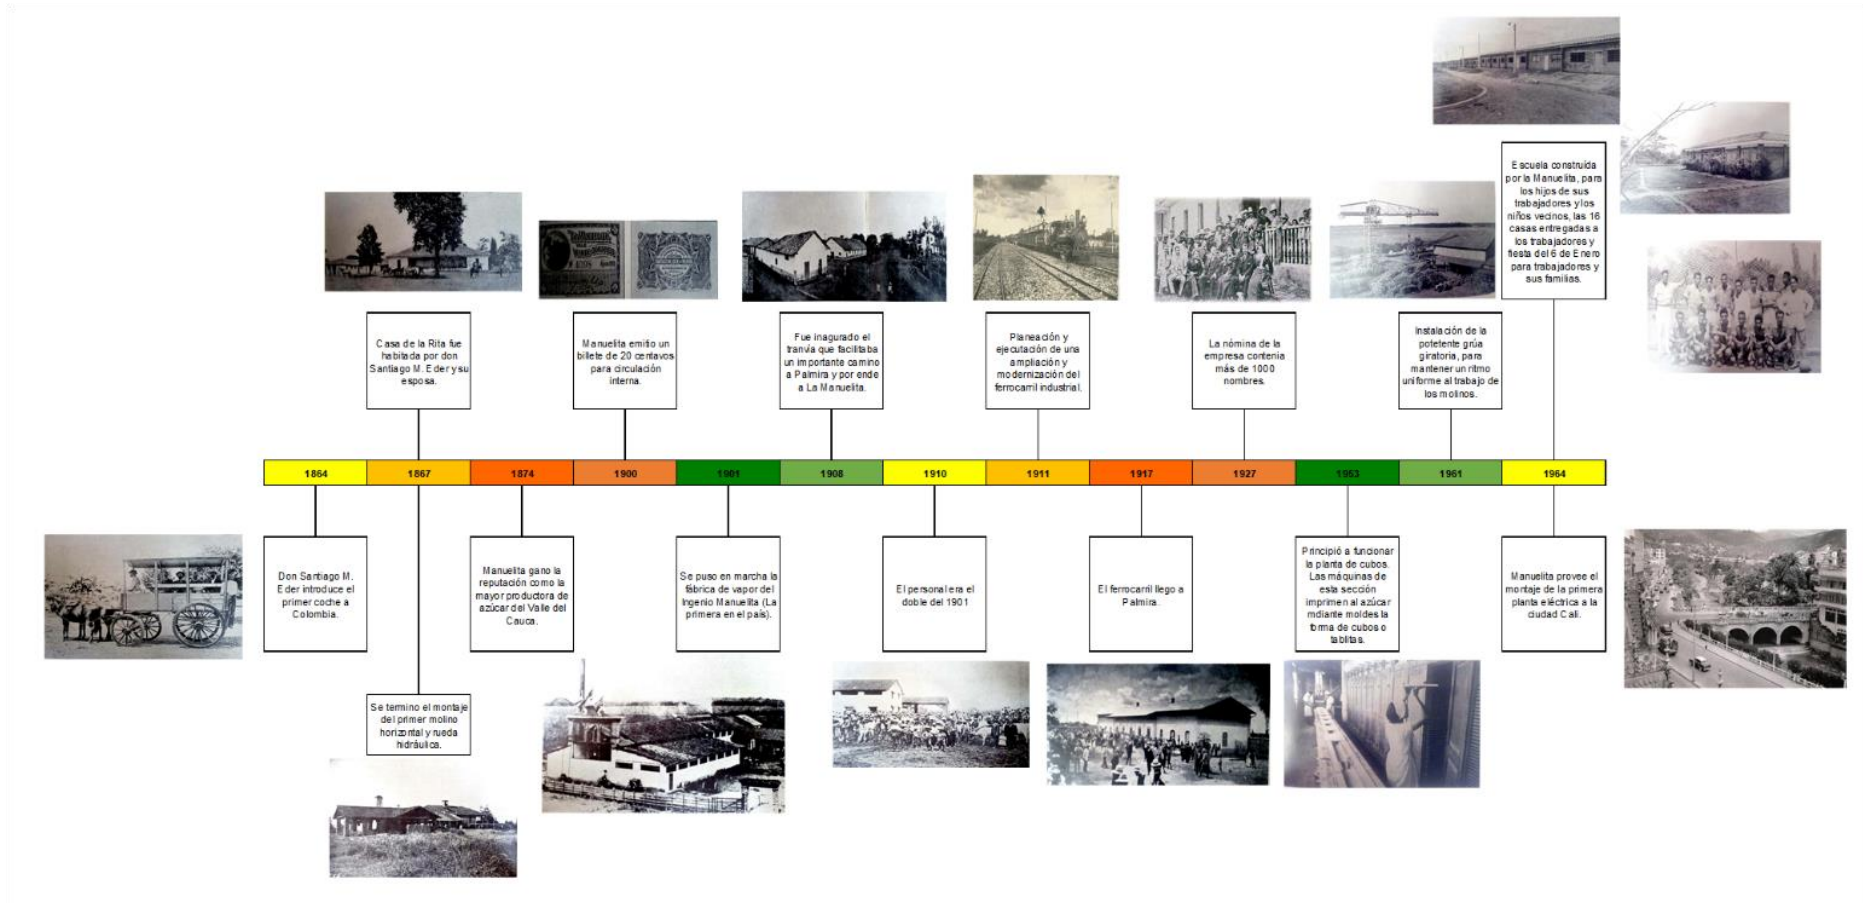 Escuela construída
por la Manuelita, para
los hijos de sus
trabajadores y los
niños vecinos, las 16
casas entregadas a
los trabajadores y
fiesta del 6 de Enero
para trabajadores y
sus familias.
Casa de la Rita fue
habitada por don
Santiago M. Eder y su
esposa.
Manuelita emitio un
billete de 20 centavos
para circulación
interna.
Fue inagurado el
tranvía que facilitaba
un importante camino
a Palmira y por ende
a La Manuelita.
Planeación y
ejecutación de una
ampliación y
modernización del
ferrocarril industrial.
La nómina de la
empresa contenia
más de 1000
nombres.
Instalación de la
potetente grúa
giratoria, para
mantener un ritmo
uniforme al trabajo de
los molinos.
1864 1867 1874 1900 1901 1908 1910 1911 1917 1927 1953 1961 1964
Don Santiago M.
Eder introduce el
primer coche a
Colombia.
Manuelita gano la
reputación como la
mayor productora de
azúcar del Valle del
Cauca.
Se puso en marcha la
fábrica de vapor del
Ingenio Manuelita (La
primera en el país).
El personal era el
doble del 1901
El ferrocarril llego a
Palmira.
Principió a funcionar
la planta de cubos.
Las máquinas de
esta sección
imprimen al azúcar
mdiante moldes la
forma de cubos o
tablitas.
Manuelita provee el
montaje de la primera
planta eléctrica a la
ciudad Cali.
Se termino el montaje
del primer molino
horizontal y rueda
hidráulica.